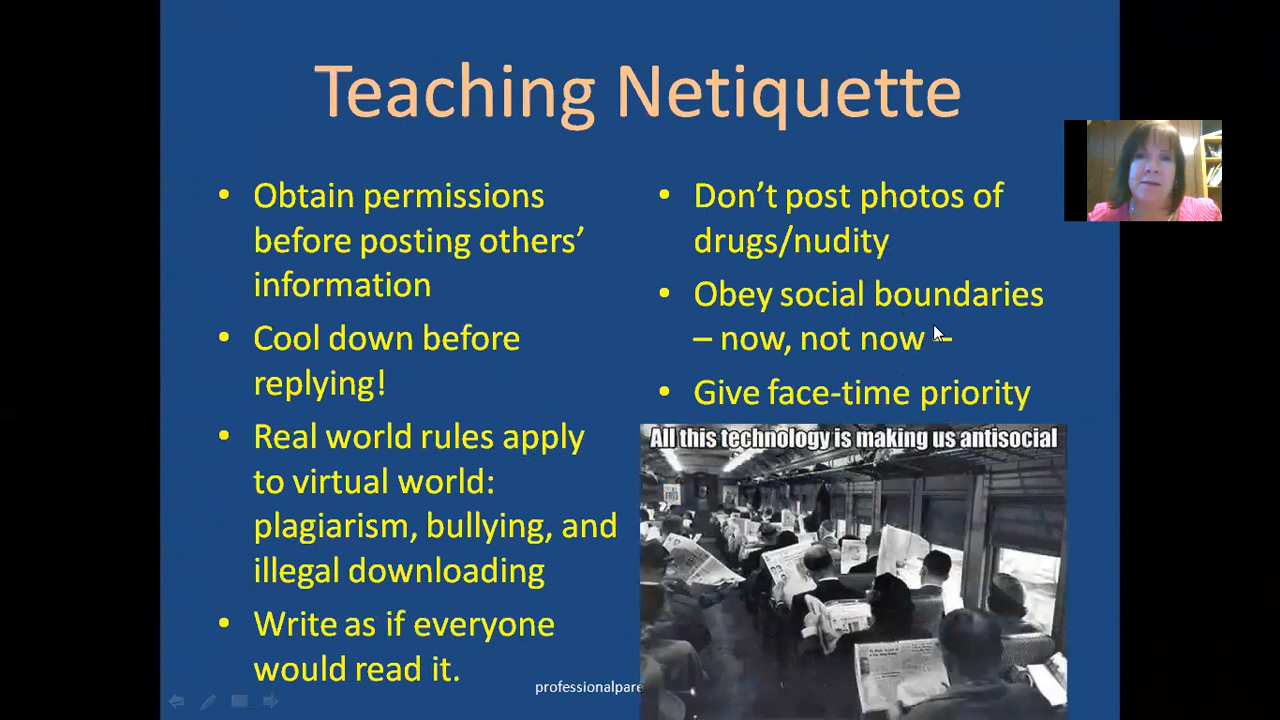 Teaching Netiquette
• Obtain permissions
before posting others’
information
• Cool down before
replying!
• Real world rules apply
to virtual world:
plagiarism, bullying, and
illegal downloading
• Write as if everyone
would read it.
• Don’t post photos of
drugs/nudity
• Obey social boundaries
– now, not now –
• Give face-time priority
All this technology is making us antisocial
professionalpare